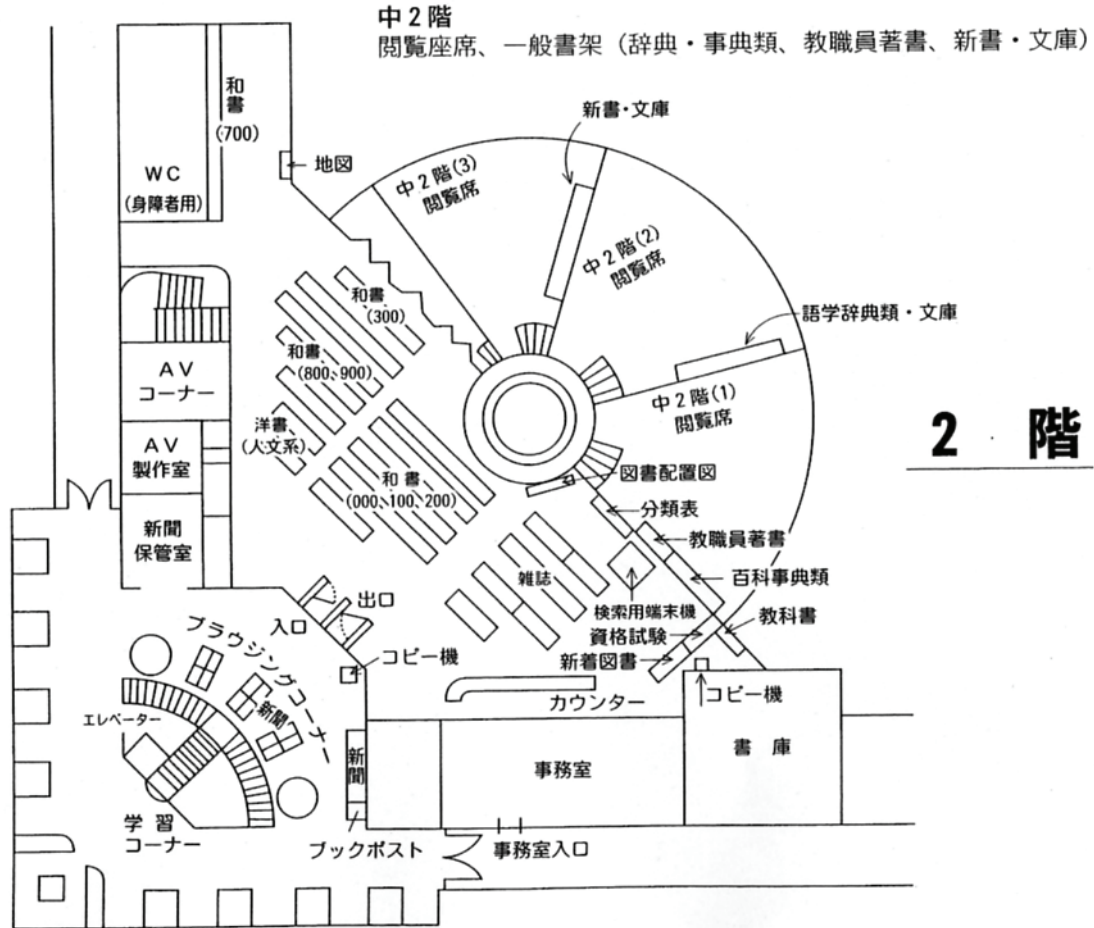 中2階
閲覧座席、一般書架（辞典・事典類、教職員著書、新書・文庫）
和書
(700)
新書・文庫
地図
WC
(身障者用)
中2階(3)
閲覧席
中2階(2)
閲覧席
和書
(300)
語学辞典類・文庫
和書
(800、900)
AV
コーナー
中2階(1)
閲覧席
2 階
洋書
(人文系)
AV
製作室
図書配置図
和書
(000、100、200)
分類表
新聞
保管室
教職員著書
雑誌
百科事典類
出口
検索用端末機
教科書
入口
資格試験
ブラウジングコーナー
コピー機
新着図書
カウンター
コピー機
新聞
エレベーター
新聞
事務室
書庫
学習
コーナー
ブックポスト
事務室入口